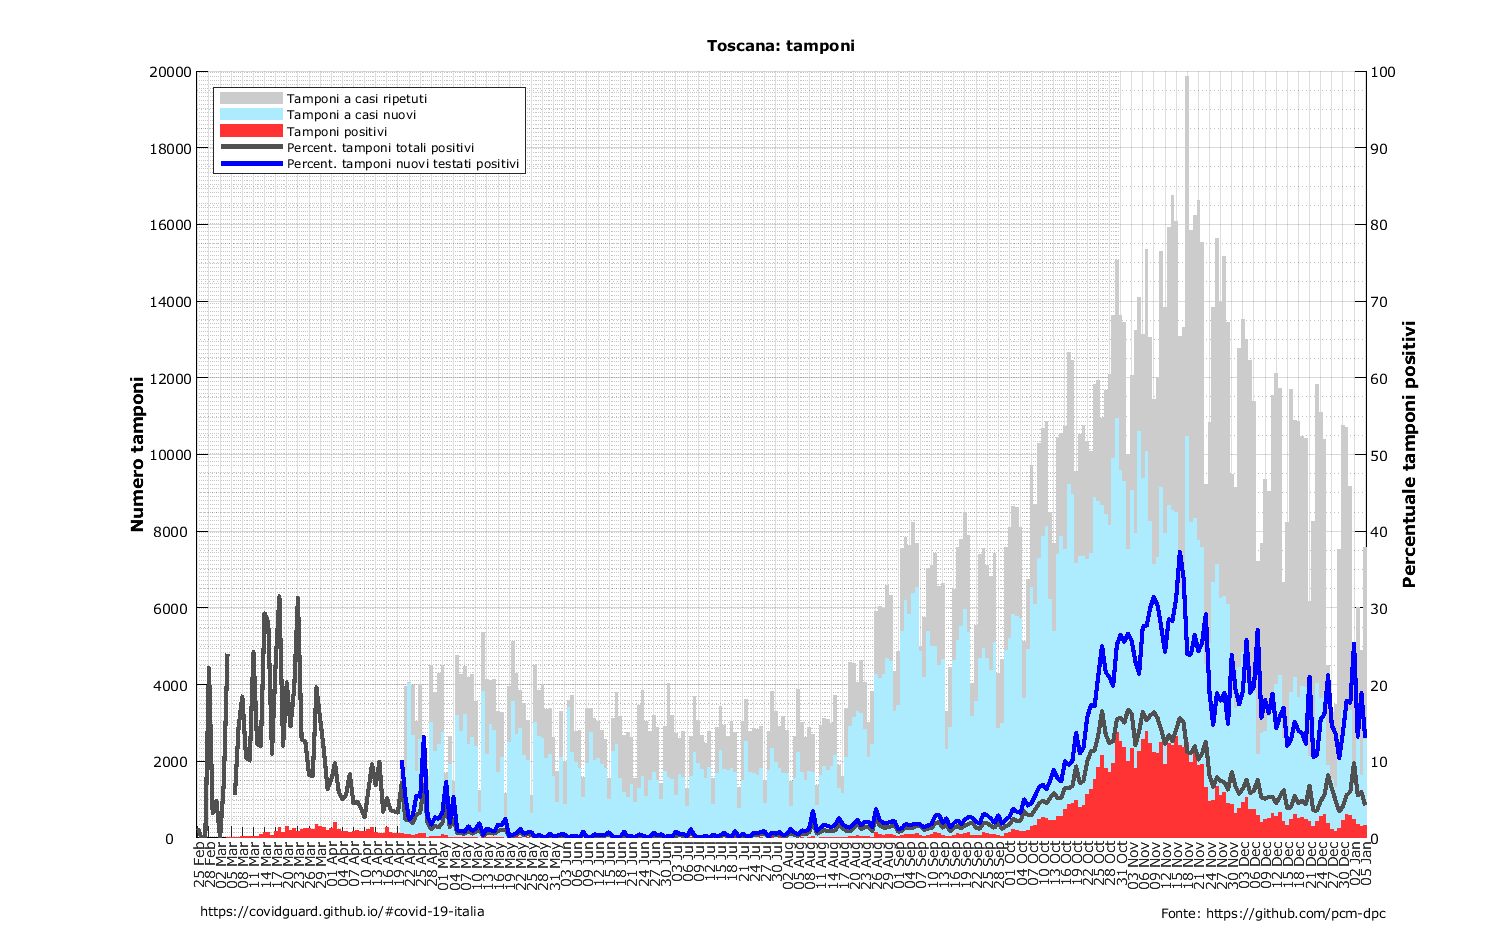 Toscana: tamponi
Tamponi a casi ripetuti
Tamponi a casi nuovi
Tamponi positivi
Percent. tamponi totali positivi
Percent. tamponi nuovi testati positivi
Numero tamponi
20000
18000
16000
14000
12000
10000
8000
6000
4000
2000
0
Percentuale tamponi positivi
100
90
80
70
60
50
40
30
20
10
0
25 Feb
28 Feb
02 Mar
05 Mar
08 Mar
11 Mar
14 Mar
17 Mar
20 Mar
23 Mar
26 Mar
29 Mar
01 Apr
04 Apr
07 Apr
10 Apr
13 Apr
16 Apr
19 Apr
22 Apr
25 Apr
28 Apr
01 May
04 May
07 May
10 May
13 May
16 May
19 May
22 May
25 May
28 May
31 May
03 Jun
06 Jun
09 Jun
12 Jun
15 Jun
18 Jun
21 Jun
24 Jun
27 Jun
30 Jun
03 Jul
06 Jul
09 Jul
12 Jul
15 Jul
18 Jul
21 Jul
24 Jul
27 Jul
30 Jul
02 Aug
05 Aug
08 Aug
11 Aug
14 Aug
17 Aug
20 Aug
23 Aug
26 Aug
29 Aug
01 Sep
04 Sep
07 Sep
10 Sep
13 Sep
16 Sep
19 Sep
22 Sep
25 Sep
28 Sep
01 Oct
04 Oct
07 Oct
10 Oct
13 Oct
16 Oct
19 Oct
22 Oct
25 Oct
28 Oct
31 Oct
03 Nov
06 Nov
09 Nov
12 Nov
15 Nov
18 Nov
21 Nov
24 Nov
27 Nov
30 Nov
03 Dec
06 Dec
09 Dec
12 Dec
15 Dec
18 Dec
21 Dec
24 Dec
27 Dec
30 Dec
02 Jan
05 Jan
https://covidguard.github.io/#covid-19-italia
Fonte: https://github.com/pcm-dpc